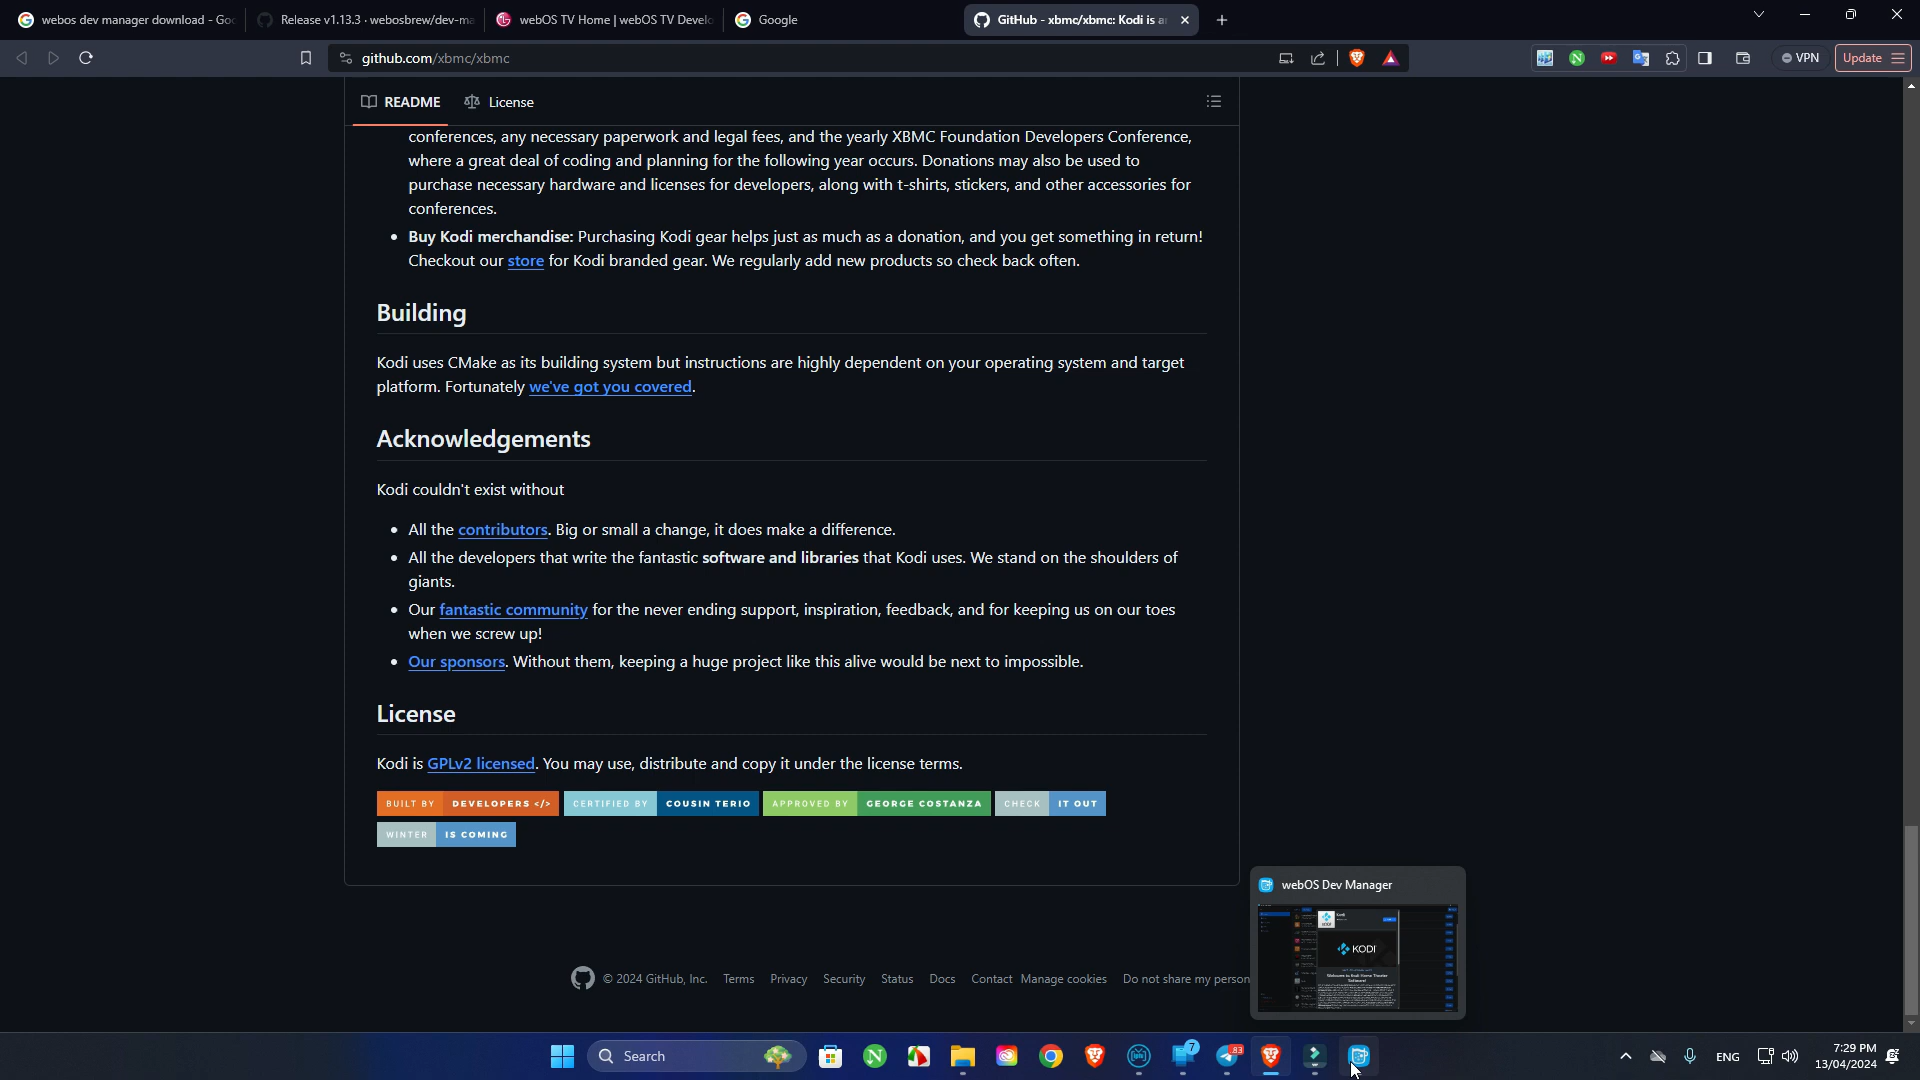 webos dev manager download - Go
Release v1.13.3 · webosbrew/dev-ma
webOS TV Home | webOS TV Develo
Google
GitHub - xbmc/xbmc: Kodi is a
github.com/xbmc/xbmc
VPN
Update
README
License
conferences, any necessary paperwork and legal fees, and the yearly XBMC Foundation Developers Conference,
where a great deal of coding and planning for the following year occurs. Donations may also be used to
purchase necessary hardware and licenses for developers, along with t-shirts, stickers, and other accessories for
conferences.
• Buy Kodi merchandise: Purchasing Kodi gear helps just as much as a donation, and you get something in return!
Checkout our store for Kodi branded gear. We regularly add new products so check back often.
Building
Kodi uses CMake as its building system but instructions are highly dependent on your operating system and target
platform. Fortunately we've got you covered.
Acknowledgements
Kodi couldn't exist without
• All the contributors. Big or small a change, it does make a difference.
• All the developers that write the fantastic software and libraries that Kodi uses. We stand on the shoulders of
giants.
• Our fantastic community for the never ending support, inspiration, feedback, and for keeping us on our toes
when we screw up!
• Our sponsors. Without them, keeping a huge project like this alive would be next to impossible.
License
Kodi is GPLv2 licensed. You may use, distribute and copy it under the license terms.
BUILT BY DEVELOPERS </> CERTIFIED BY COUSIN TERIO APPROVED BY GEORGE COSTANZA CHECK IT OUT
WINTER IS COMING
webOS Dev Manager
Kodi
KODI
Welcome to Kodi Home Theater
Software!
© 2024 GitHub, Inc. Terms Privacy Security Status Docs Contact Manage cookies Do not share my person
Search
7
83
ENG
7:29 PM
13/04/2024